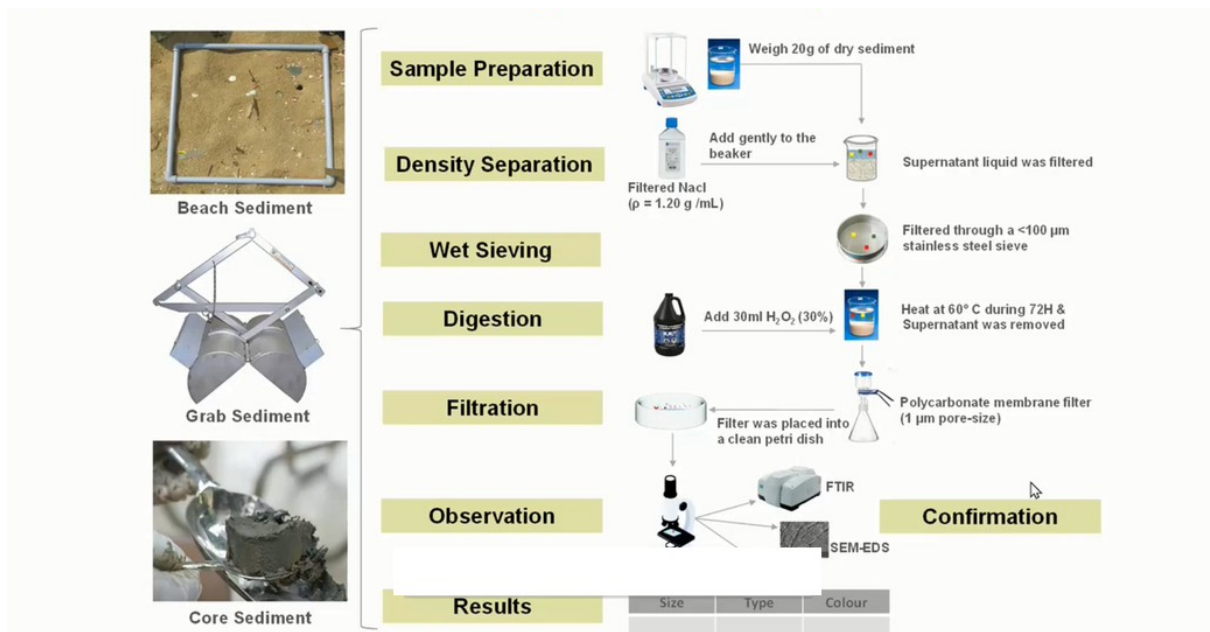 Beach Sediment
Grab Sediment
Core Sediment
Sample Preparation
Weigh 20g of dry sediment
Density Separation
Add gently to the
beaker
Filtered Nacl
(ρ = 1.20 g /mL)
Supernatant liquid was filtered
Wet Sieving
Filtered through a <100 µm
stainless steel sieve
Digestion
Add 30ml H₂O₂ (30%)
Heat at 60° C during 72H &
Supernatant was removed
Filtration
Filter was placed into
a clean petri dish
Polycarbonate membrane filter
(1 µm pore-size)
Observation
FTIR
SEM-EDS
Confirmation
Results
Size Type Colour